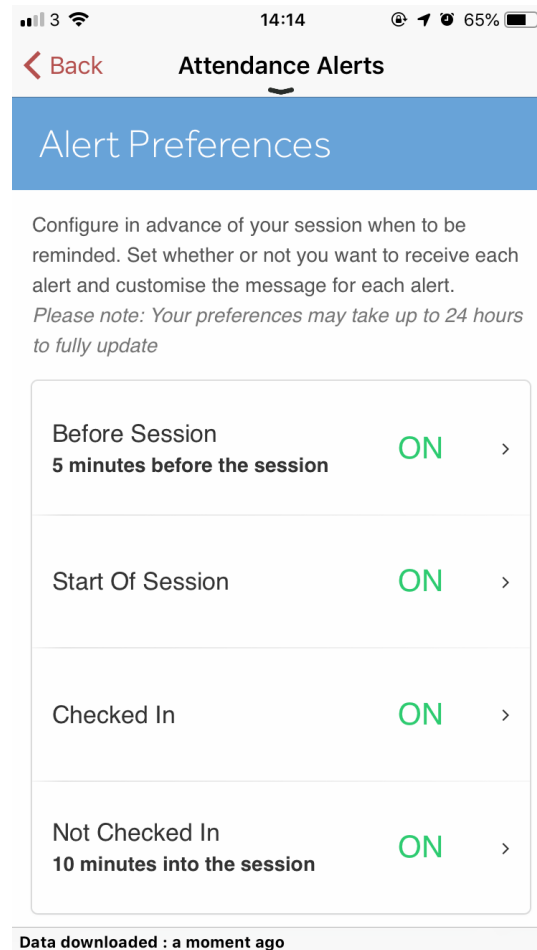 3 14:14 65%
Back Attendance Alerts
Alert Preferences
Configure in advance of your session when to be
reminded. Set whether or not you want to receive each
alert and customise the message for each alert.
Please note: Your preferences may take up to 24 hours
to fully update
Before Session ON
5 minutes before the session
Start Of Session ON
Checked In ON
Not Checked In ON
10 minutes into the session
Data downloaded : a moment ago